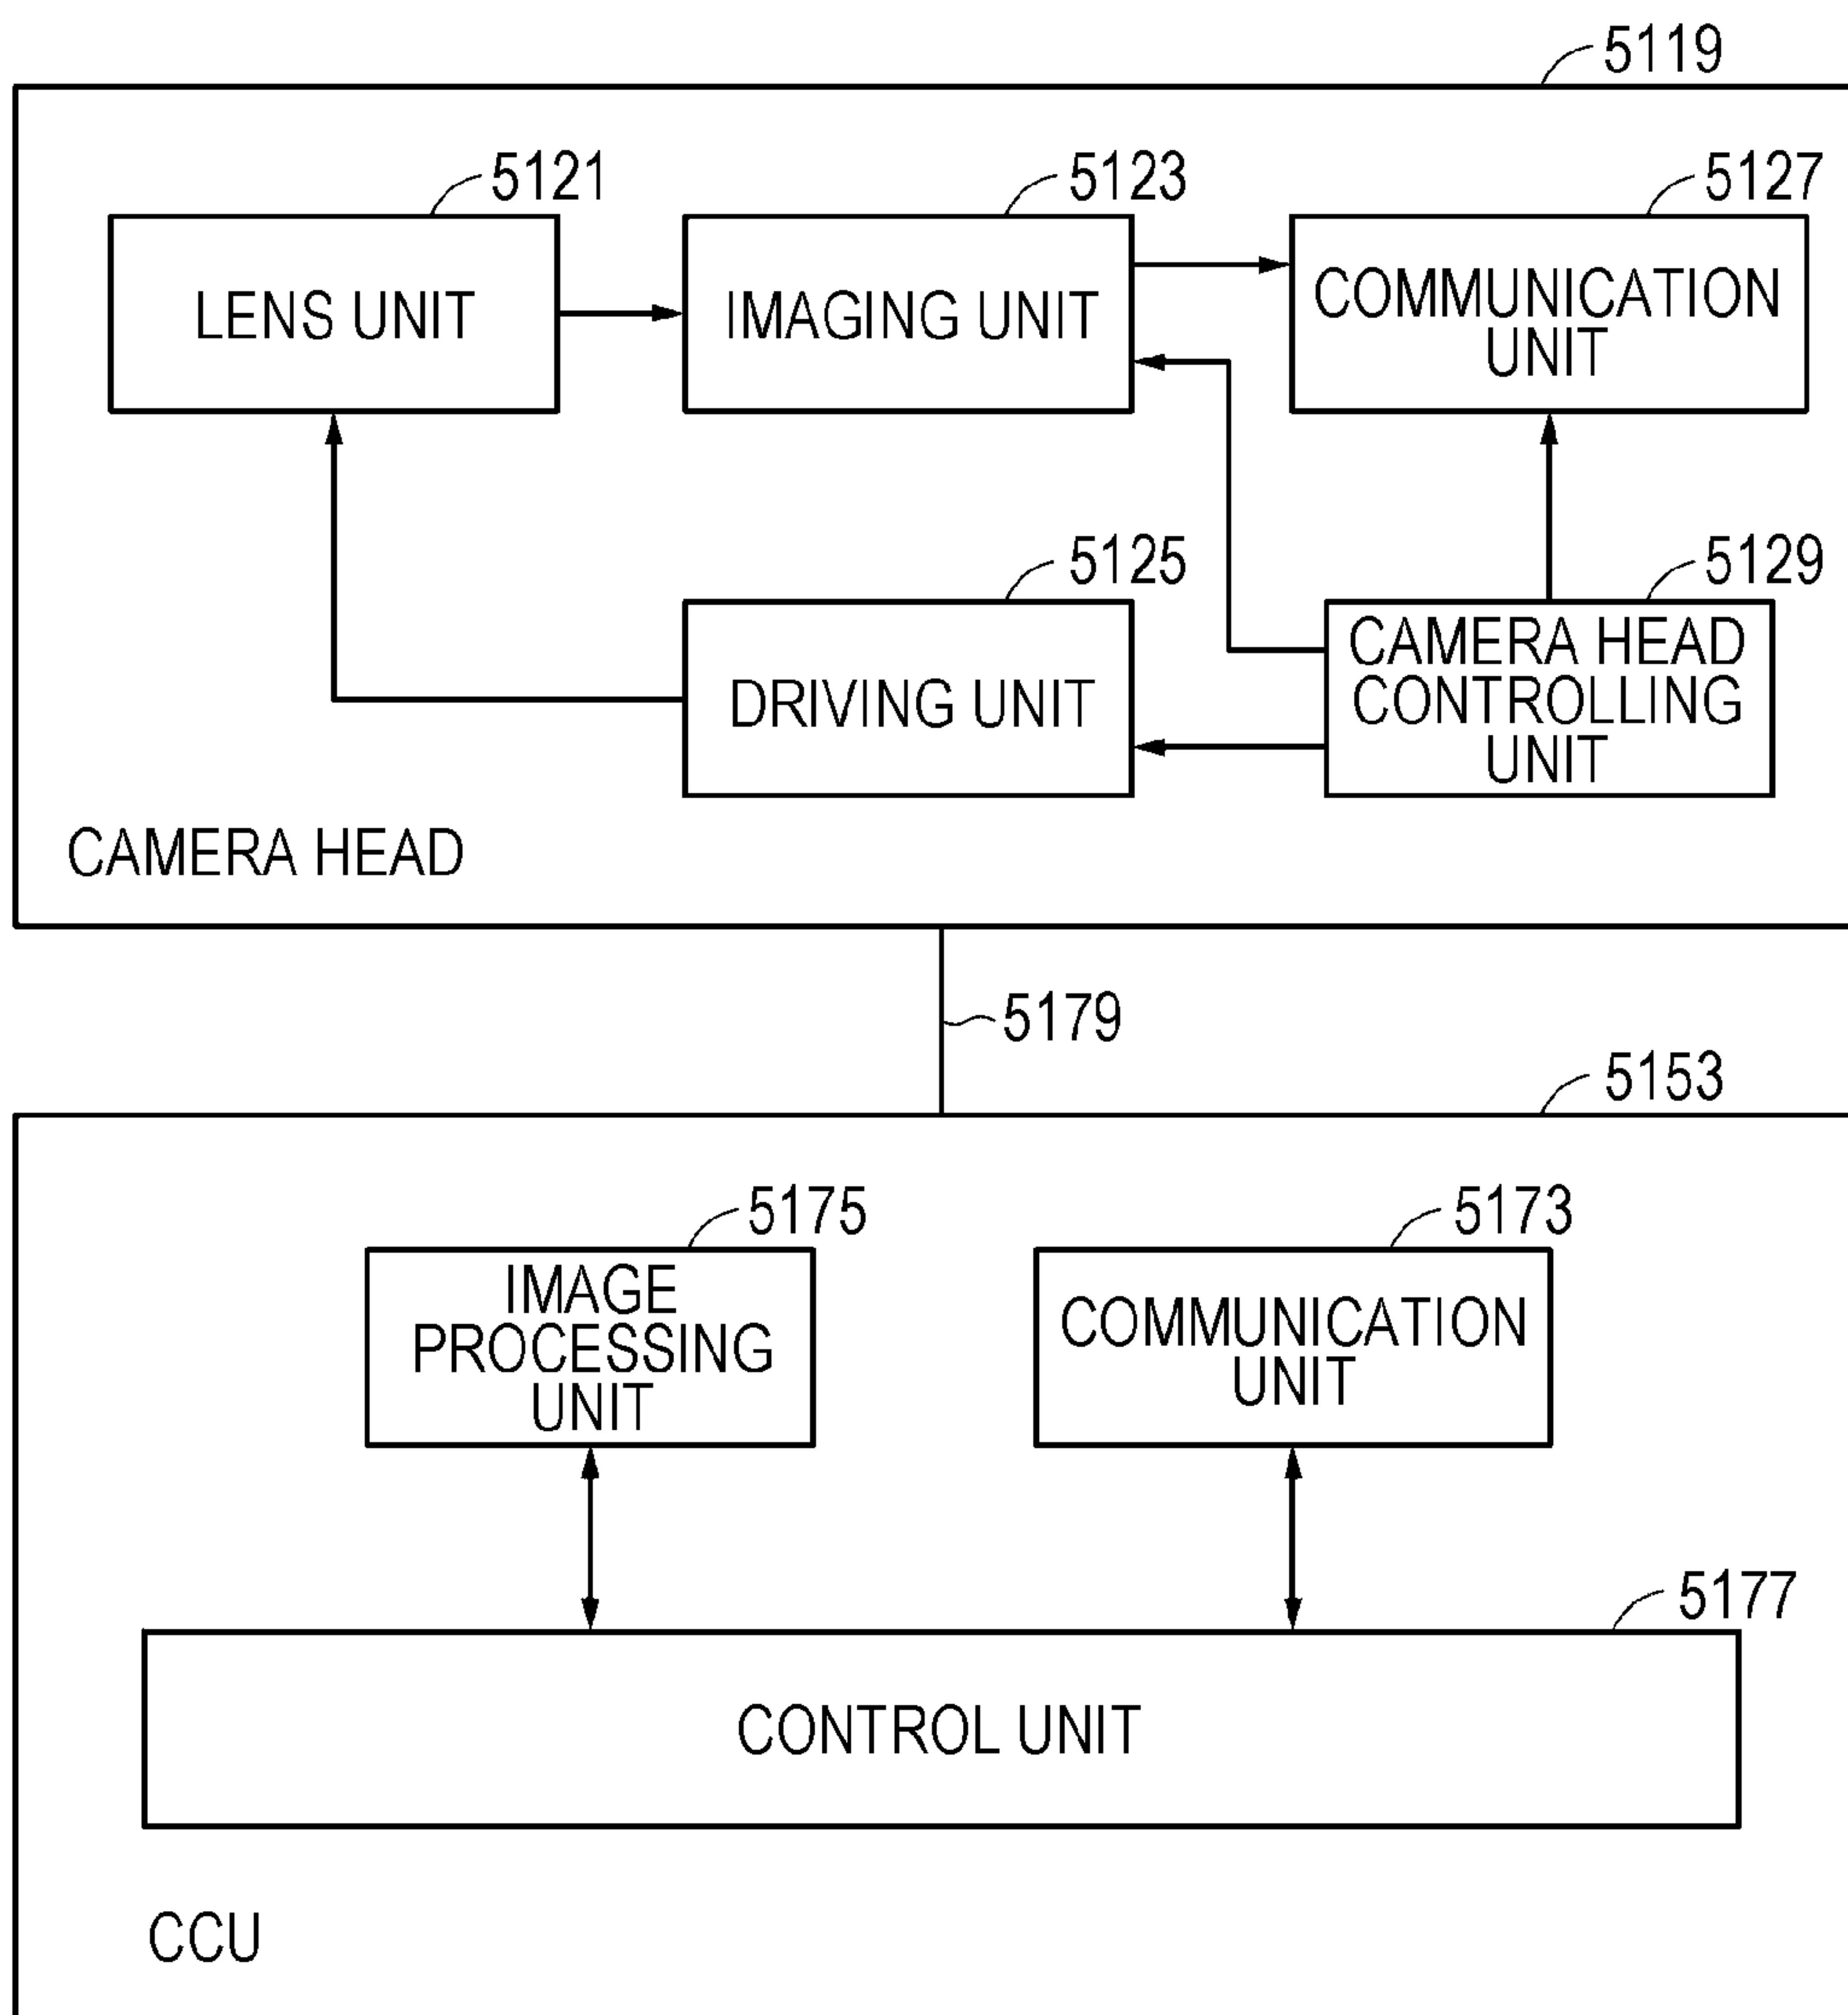 5119
5121
5123
5127
LENS UNIT
IMAGING UNIT
COMMUNICATION
UNIT
5125
5129
DRIVING UNIT
CAMERA HEAD
CONTROLLING
UNIT
CAMERA HEAD
5179
5153
5175
5173
IMAGE
PROCESSING
UNIT
COMMUNICATION
UNIT
5177
CONTROL UNIT
CCU